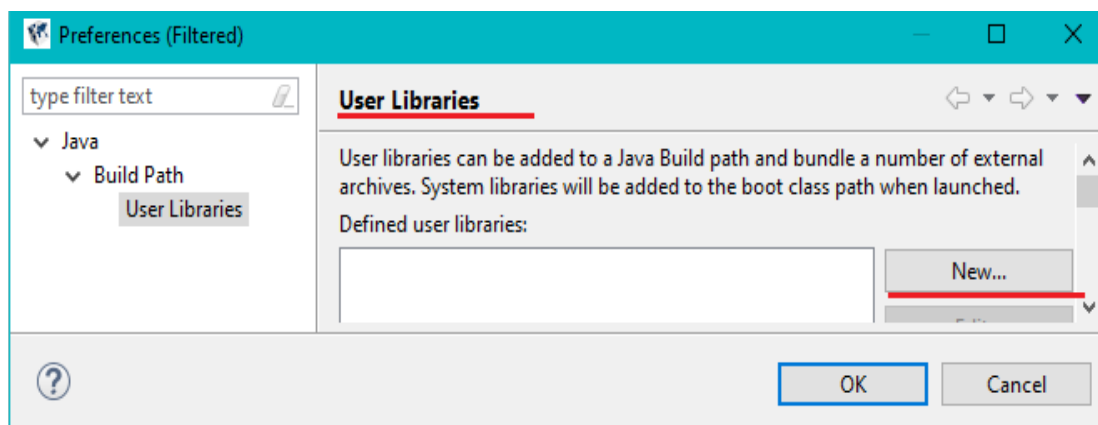 Preferences (Filtered)
type filter text
Java
Build Path
User Libraries
User Libraries
User libraries can be added to a Java Build path and bundle a number of external
archives. System libraries will be added to the boot class path when launched.
Defined user libraries:
New...
OK
Cancel